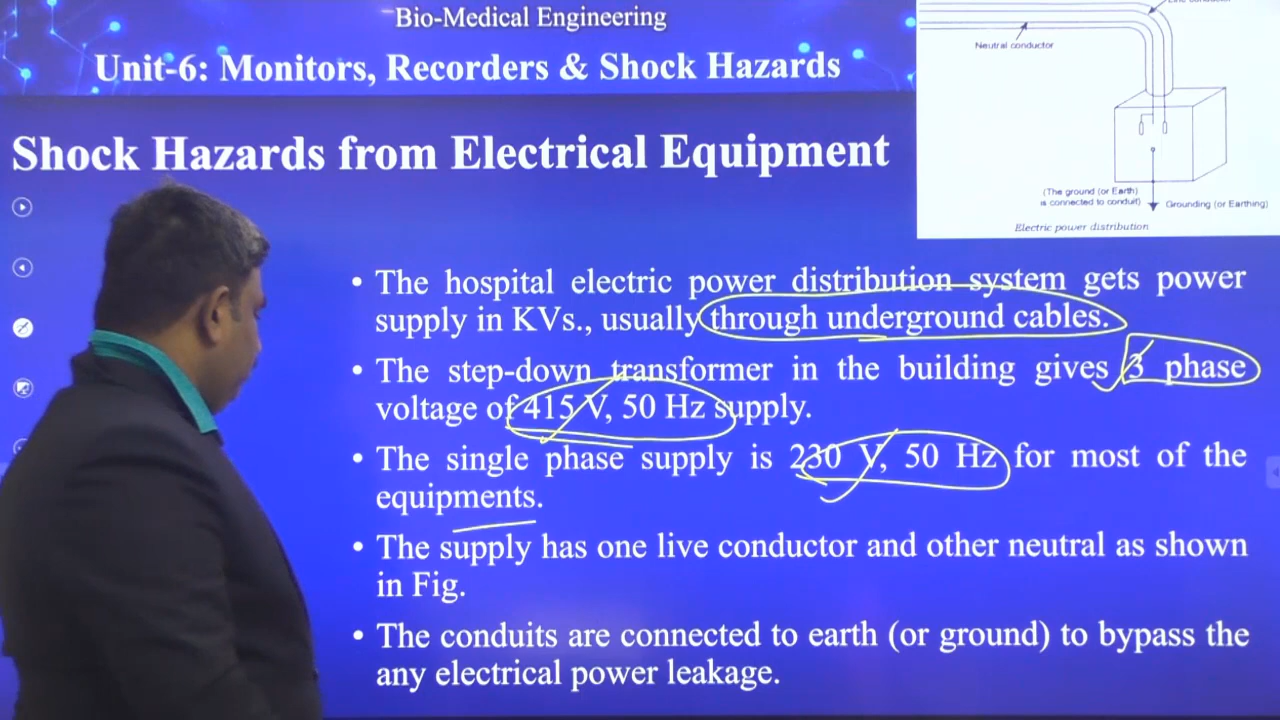 Bio-Medical Engineering
Unit-6: Monitors, Recorders & Shock Hazards
Neutral conductor
(The ground (or Earth)
is connected to conduit)
Grounding (or Earthing)
Electric power distribution
Shock Hazards from Electrical Equipment
• The hospital electric power distribution system gets power
supply in KVs., usually through underground cables.
• The step-down transformer in the building gives 3 phase
voltage of 415 V, 50 Hz supply.
• The single phase supply is 230 V, 50 Hz for most of the
equipments.
• The supply has one live conductor and other neutral as shown
in Fig.
• The conduits are connected to earth (or ground) to bypass the
any electrical power leakage.